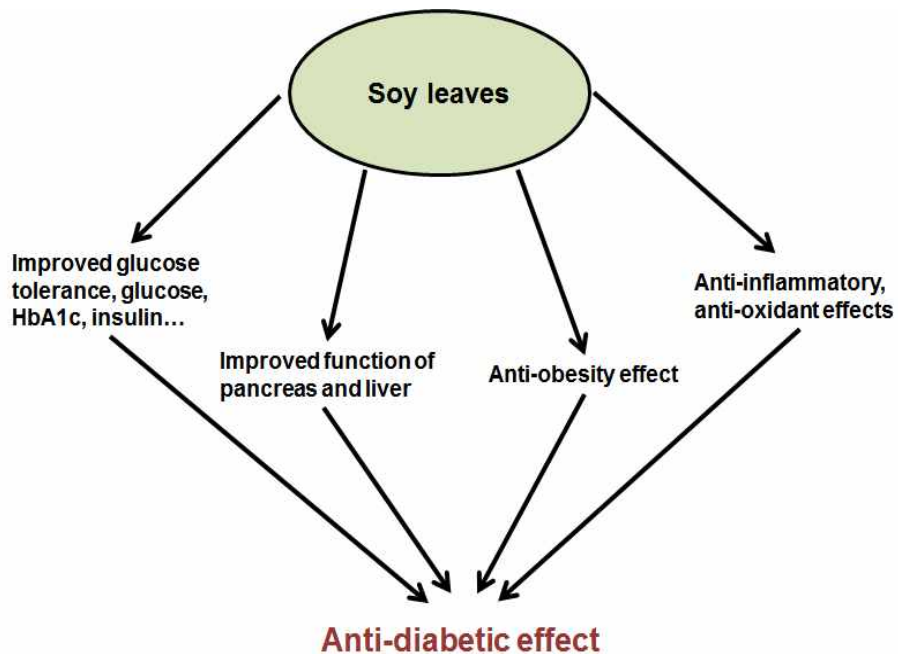 Soy leaves
Improved glucose
tolerance, glucose,
HbA1c, insulin…
Improved function of
pancreas and liver
Anti-obesity effect
Anti-inflammatory,
anti-oxidant effects
Anti-diabetic effect